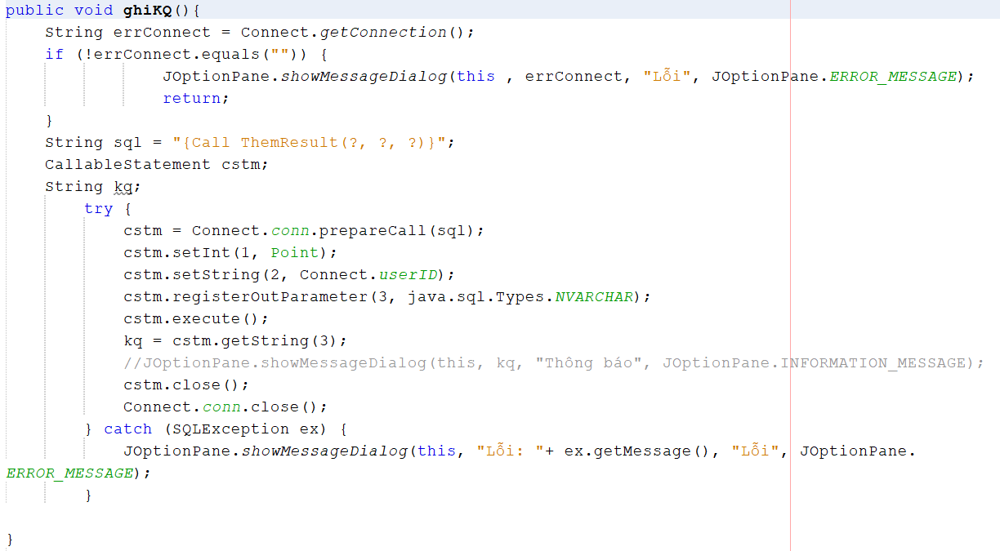 public void ghiKQ(){
    String errConnect = Connect.getConnection();
    if (!errConnect.equals("")) {
                JOptionPane.showMessageDialog(this , errConnect, "Lỗi", JOptionPane.ERROR_MESSAGE);
                return;
    }
    String sql = "{Call ThemResult(?, ?, ?)}";
    CallableStatement cstm;
    String kq;
        try {
            cstm = Connect.conn.prepareCall(sql);
            cstm.setInt(1, Point);
            cstm.setString(2, Connect.userID);
            cstm.registerOutParameter(3, java.sql.Types.NVARCHAR);
            cstm.execute();
            kq = cstm.getString(3);
            //JOptionPane.showMessageDialog(this, kq, "Thông báo", JOptionPane.INFORMATION_MESSAGE);
            cstm.close();
            Connect.conn.close();
        } catch (SQLException ex) {
            JOptionPane.showMessageDialog(this, "Lỗi: "+ ex.getMessage(), "Lỗi", JOptionPane.
ERROR_MESSAGE);
        }
}